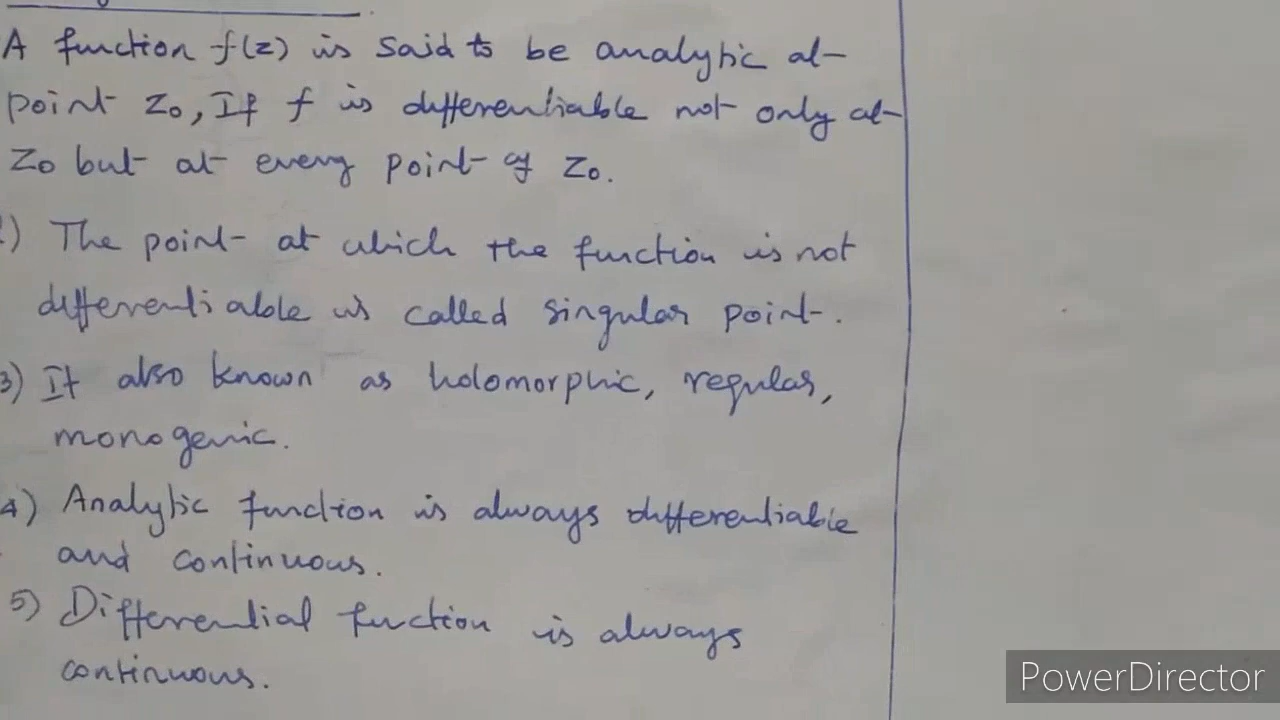 A function f(z) is said to be analytic at
point Z0, If f is differentiable not only at
Z0 but at every point of Z0.
) The point at which the function is not
differentiable is called singular point.
3) It also known as holomorphic, regular,
monogenic.
4) Analytic function is always differentiable
and continuous.
5) Differential function is always
continuous.
PowerDirector